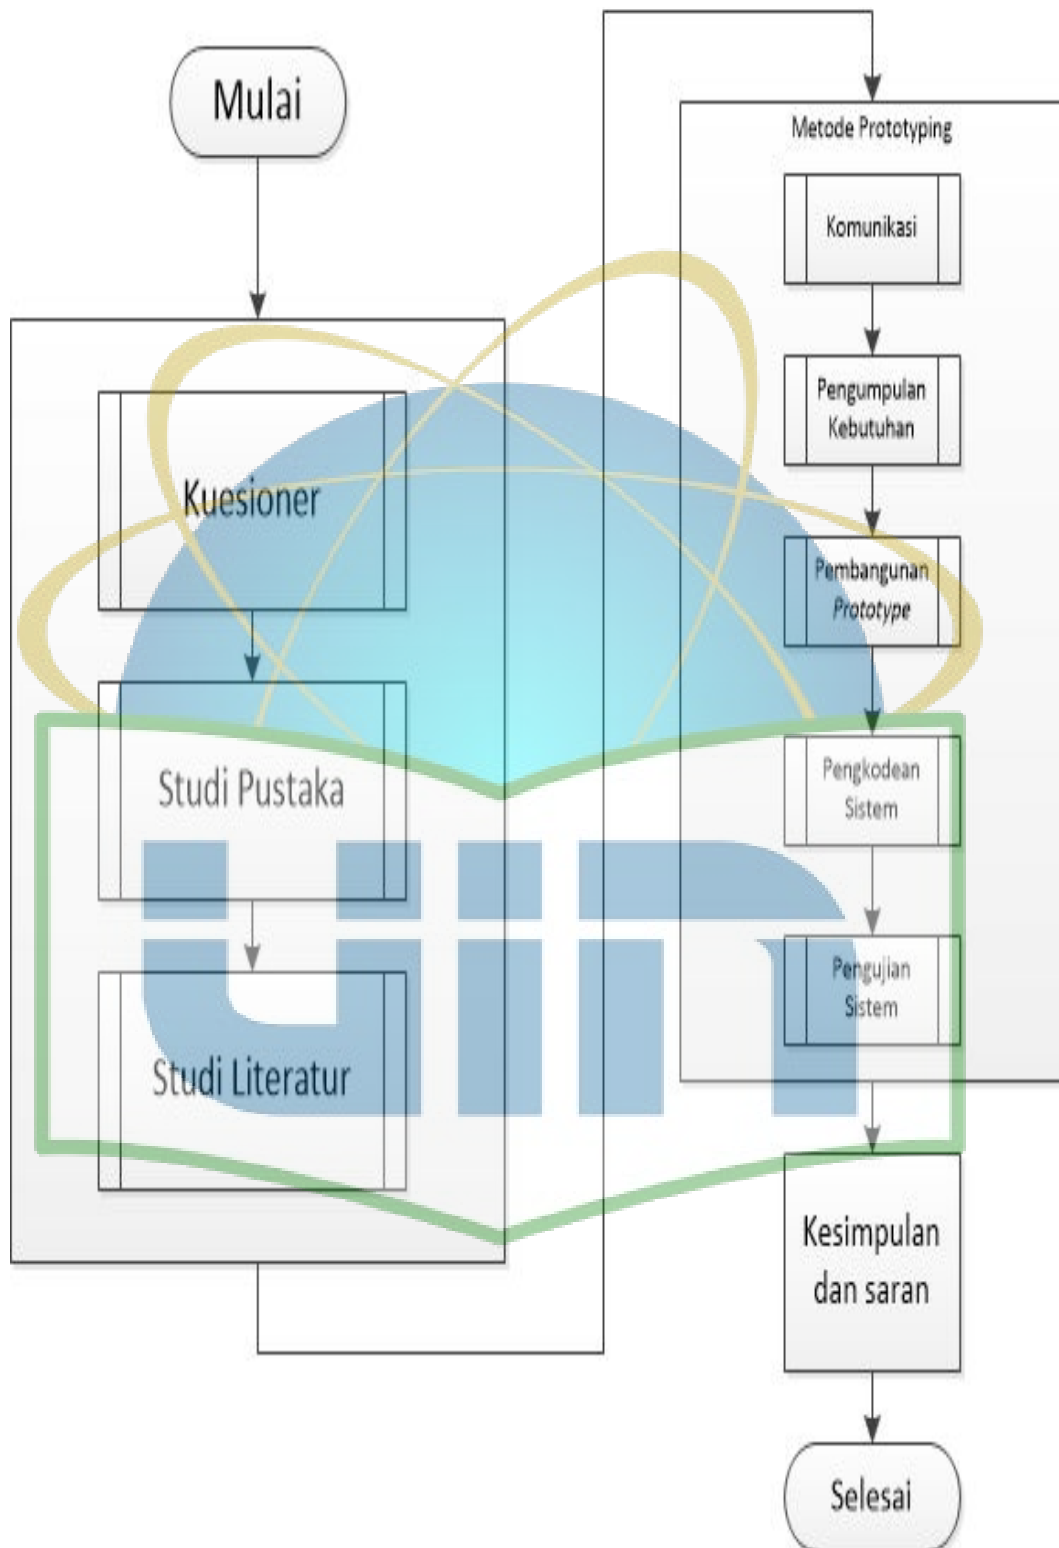 Mulai
Kuesioner
Studi Pustaka
Studi Literatur
Metode Prototyping
Komunikasi
Pengumpulan
Kebutuhan
Pembangunan
Prototype
Pengkodean
Sistem
Pengujian
Sistem
Kesimpulan
dan saran
Selesai
uin